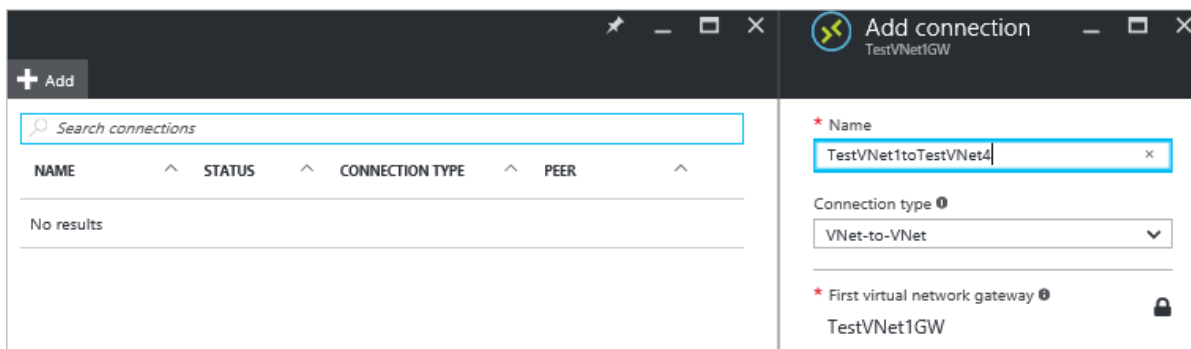 Add connection
TestVNet1GW
+ Add
Search connections
NAME STATUS CONNECTION TYPE PEER
No results
* Name
TestVNet1toTestVNet4
Connection type
VNet-to-VNet
* First virtual network gateway
TestVNet1GW